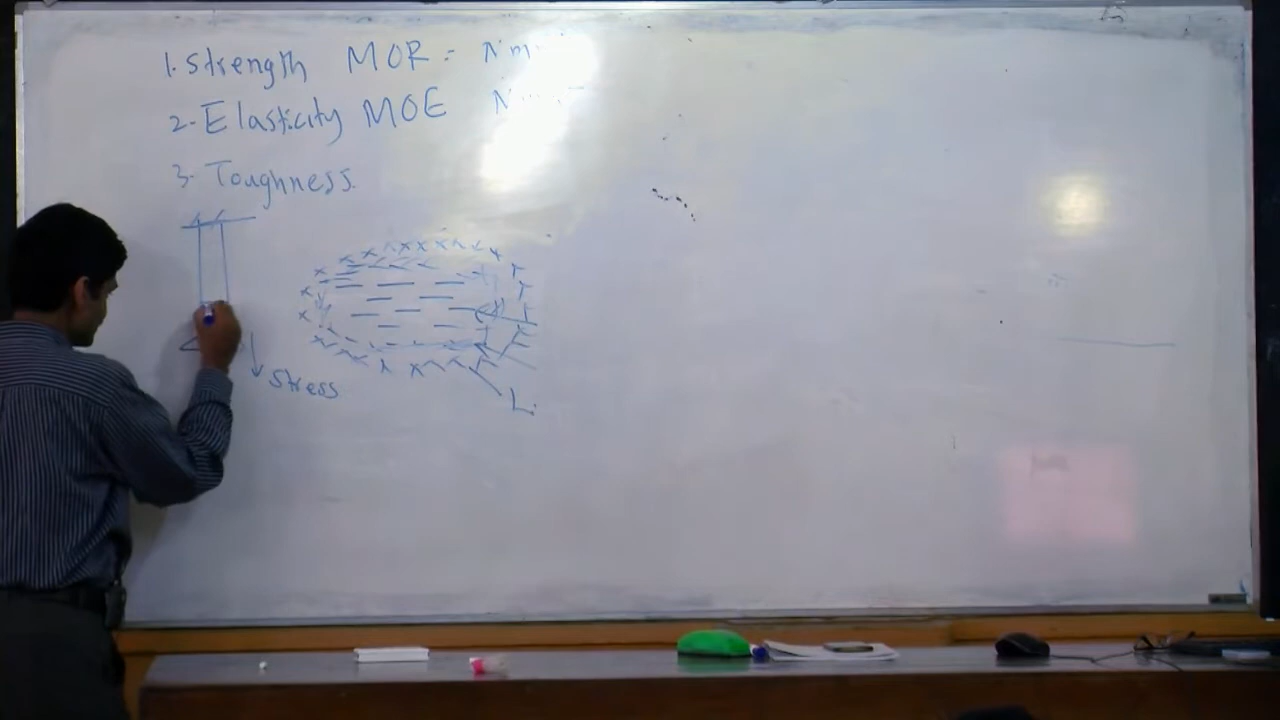 1. Strength MOR = N m
2- Elasticity MOE N
3- Toughness.
Stress
L